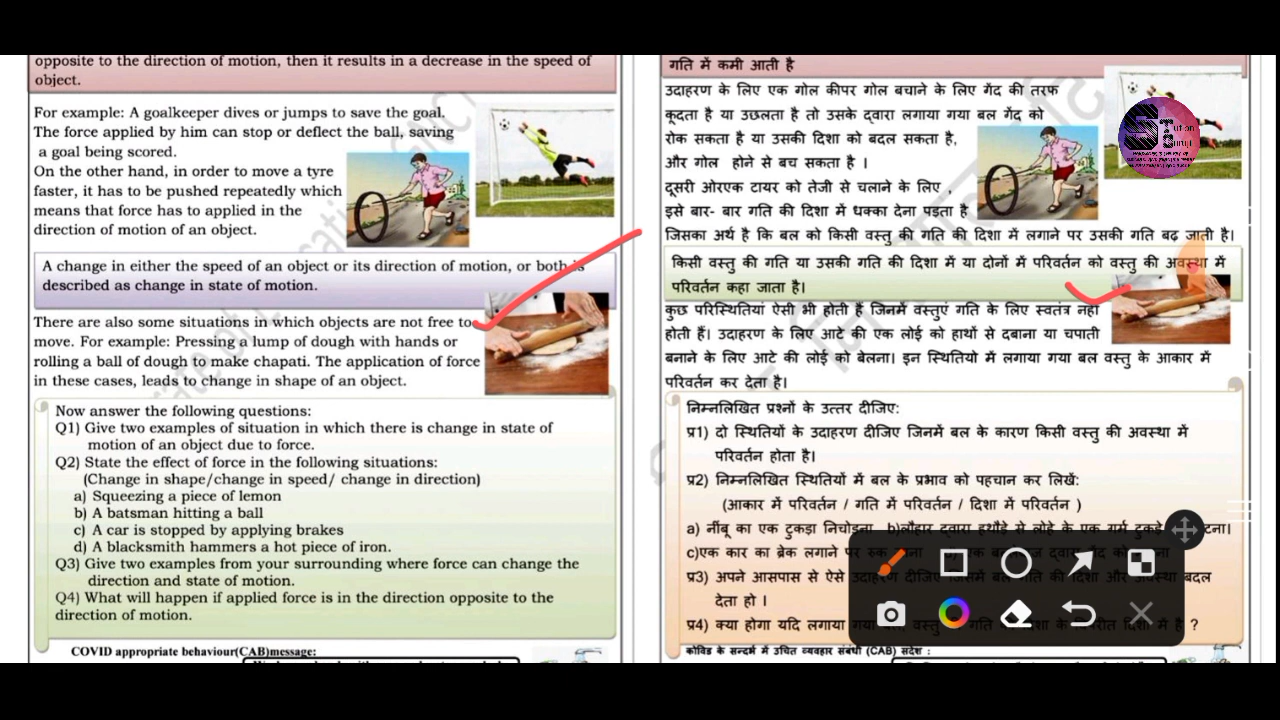 opposite to the direction of motion, then it results in a decrease in the speed of
object.
For example: A goalkeeper dives or jumps to save the goal.
The force applied by him can stop or deflect the ball, saving
a goal being scored.
On the other hand, in order to move a tyre
faster, it has to be pushed repeatedly which
means that force has to applied in the
direction of motion of an object.
A change in either the speed of an object or its direction of motion, or both is
described as change in state of motion.
There are also some situations in which objects are not free to
move. For example: Pressing a lump of dough with hands or
rolling a ball of dough to make chapati. The application of force
in these cases, leads to change in shape of an object.
Now answer the following questions:
Q1) Give two examples of situation in which there is change in state of
motion of an object due to force.
Q2) State the effect of force in the following situations:
(Change in shape/change in speed/ change in direction)
a) Squeezing a piece of lemon
b) A batsman hitting a ball
c) A car is stopped by applying brakes
d) A blacksmith hammers a hot piece of iron.
Q3) Give two examples from your surrounding where force can change the
direction and state of motion.
Q4) What will happen if applied force is in the direction opposite to the
direction of motion.
COVID appropriate behaviour(CAB)message:
गति में कमी आती है
उदाहरण के लिए एक गोल कीपर गोल बचाने के लिए गेंद की तरफ
कूदता है या उछलता है तो उसके द्वारा लगाया गया बल गेंद को
रोक सकता है या उसकी दिशा को बदल सकता है,
और गोल होने से बच सकता है ।
दूसरी ओरएक टायर को तेजी से चलाने के लिए ,
इसे बार- बार गति की दिशा में धक्का देना पड़ता है
जिसका अर्थ है कि बल को किसी वस्तु की गति की दिशा में लगाने पर उसकी गति बढ़ जाती है।
किसी वस्तु की गति या उसकी गति की दिशा में या दोनों में परिवर्तन को वस्तु की अवस्था में
परिवर्तन कहा जाता है।
कुछ परिस्थितियां ऐसी भी होती हैं जिनमें वस्तुएं गति के लिए स्वतंत्र नहीं
होती हैं। उदाहरण के लिए आटे की एक लोई को हाथों से दबाना या चपाती
बनाने के लिए आटे की लोई को बेलना। इन स्थितियो में लगाया गया बल वस्तु के आकार में
परिवर्तन कर देता है।
निम्नलिखित प्रश्नों के उत्तर दीजिए:
प्र1) दो स्थितियों के उदाहरण दीजिए जिनमें बल के कारण किसी वस्तु की अवस्था में
परिवर्तन होता है।
प्र2) निम्नलिखित स्थितियों में बल के प्रभाव को पहचान कर लिखें:
(आकार में परिवर्तन / गति में परिवर्तन / दिशा में परिवर्तन )
a) नींबू का एक टुकड़ा निचोड़ना b)लौहार द्वारा हथौड़े से लोहे के एक गर्म टुकड़े
c)एक कार का ब्रेक लगाने पर
प्र3) अपने आसपास से ऐसे उदाहरण दीजिए जिसमें बल गति की दिशा और अवस्था बदल
देता हो ।
प्र4) क्या होगा यदि लगाया गया बल, वस्तु की गति की दिशा के विपरीत दिशा में है ?
कोविड के सन्दर्भ में उचित व्यवहार संबंधी (CAB) संदेश :